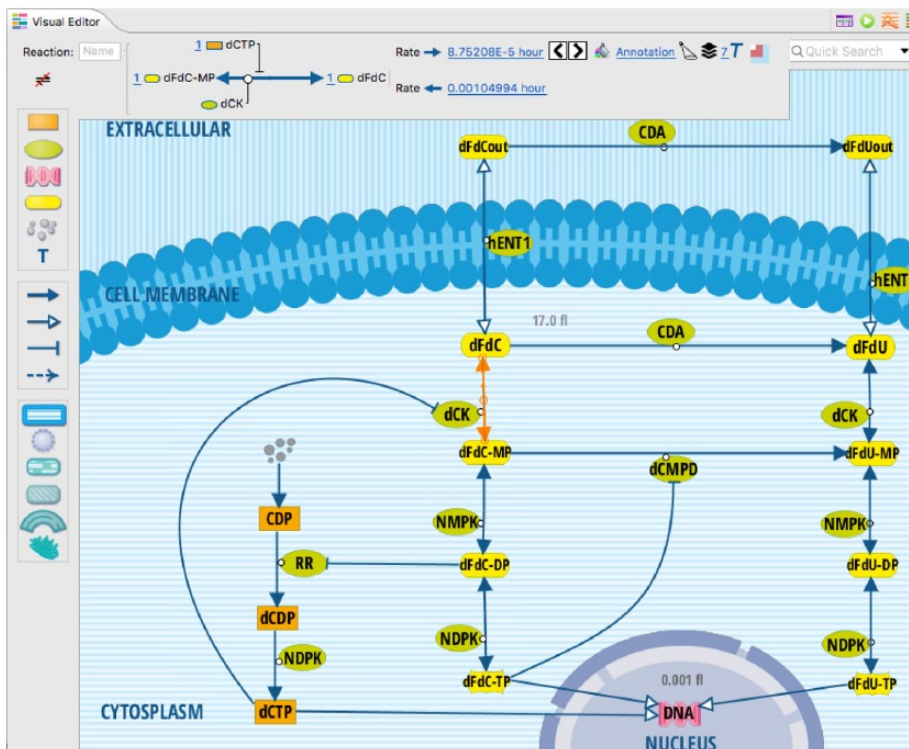 Visual Editor
Reaction: Name
1 dCTP
1 dFdC-MP
1 dFdC
dCK
Rate 8.75208E-5 hour
Annotation
7 T
Quick Search
Rate 0.00104994 hour
EXTRACELLULAR
CDA
dFdCout
dFdUout
hENT1
hENT
CELL MEMBRANE
17.0 fl
CDA
dFdC
dFdU
dCK
dCK
dFdC-MP
dFdU-MP
dCMPD
CDP
NMPK
NMPK
RR
dFdC-DP
dFdU-DP
dCDP
NDPK
NDPK
NDPK
dFdC-TP
0.001 fl
dFdU-TP
CYTOSPLASM
dCTP
DNA
NUCLEUS
T